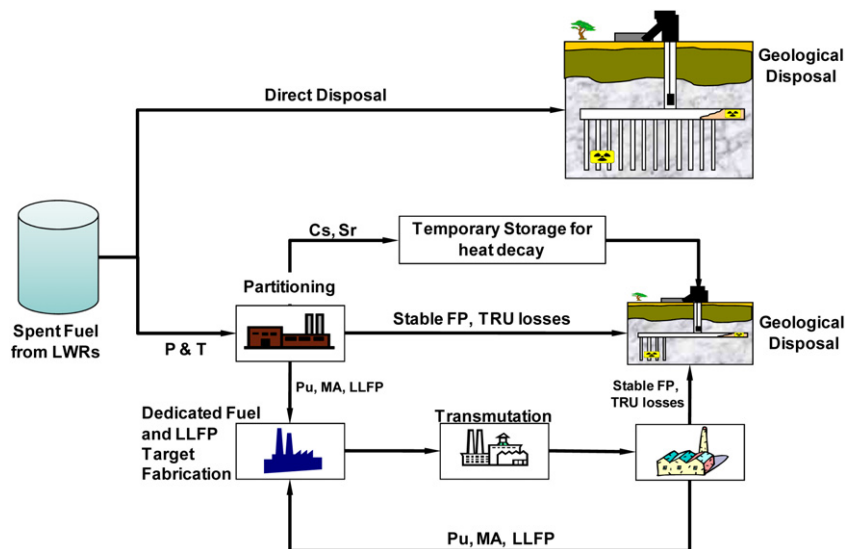 Geological
Disposal
Direct Disposal
Cs, Sr
Temporary Storage for
heat decay
Partitioning
Spent Fuel
from LWRs
P & T
Stable FP, TRU losses
Geological
Disposal
Pu, MA, LLFP
Stable FP,
TRU losses
Dedicated Fuel
and LLFP
Target
Fabrication
Transmutation
Pu, MA, LLFP